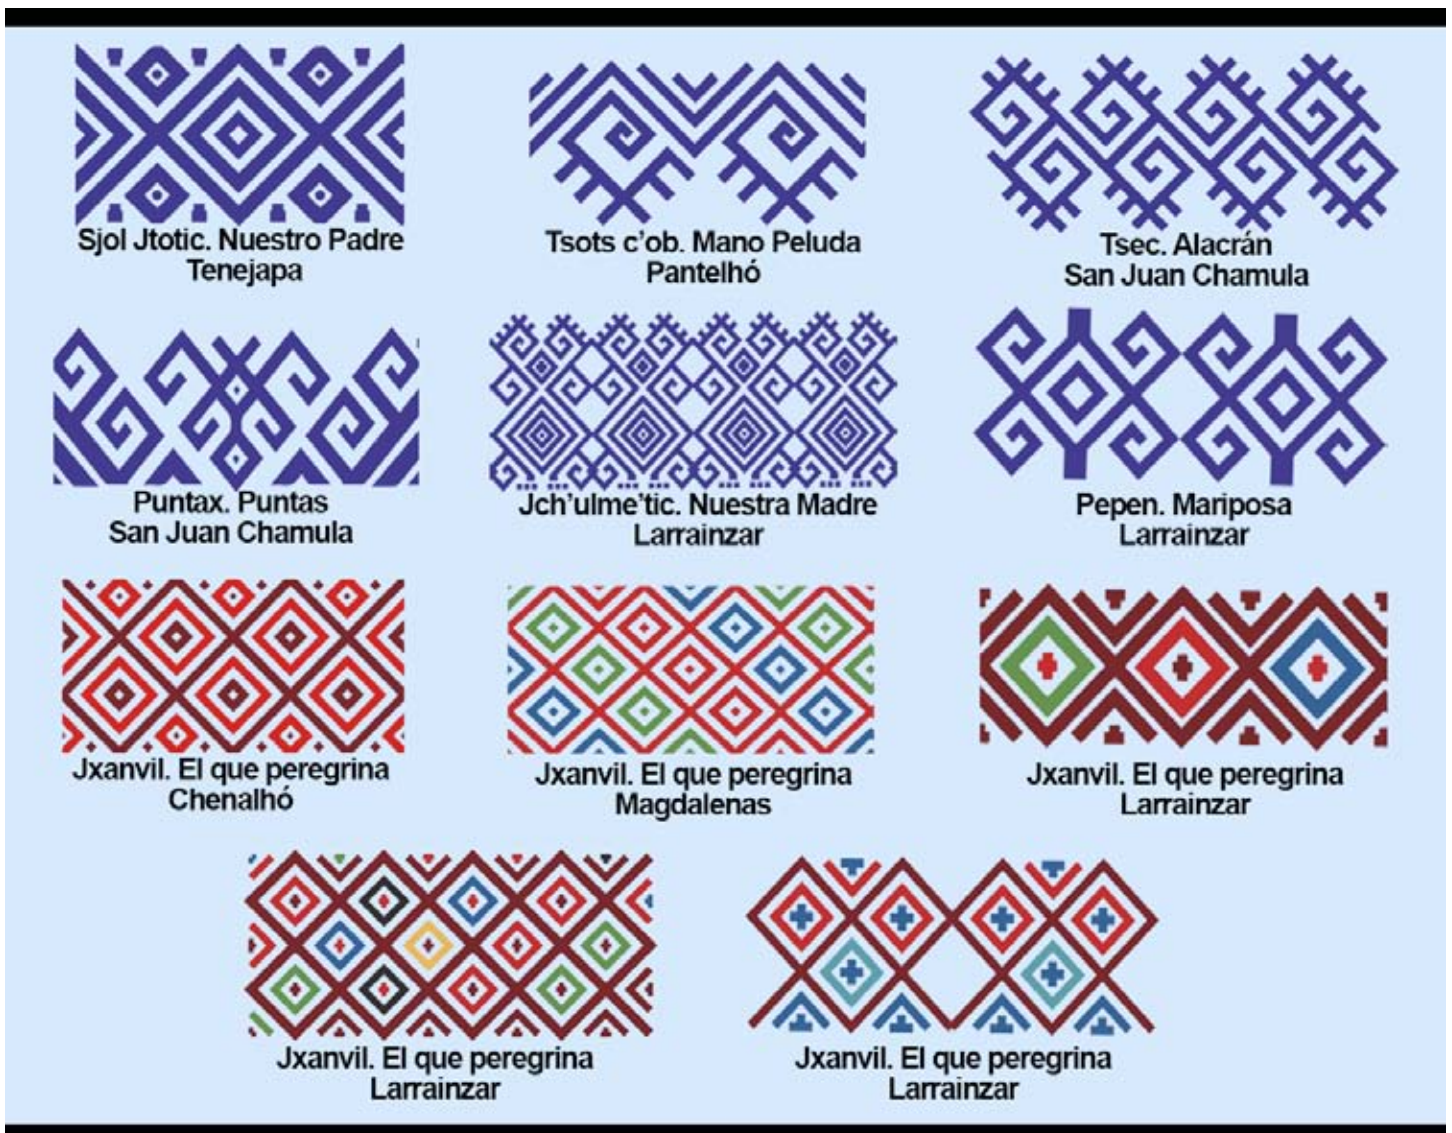 Sjol Jtotic. Nuestro Padre
Tenejapa
Tsots c'ob. Mano Peluda
Pantelhó
Tsec. Alacrán
San Juan Chamula
Puntax. Puntas
San Juan Chamula
Jch'ulme'tic. Nuestra Madre
Larrainzar
Pepen. Mariposa
Larrainzar
Jxanvil. El que peregrina
Chenalhó
Jxanvil. El que peregrina
Magdalenas
Jxanvil. El que peregrina
Larrainzar
Jxanvil. El que peregrina
Larrainzar
Jxanvil. El que peregrina
Larrainzar